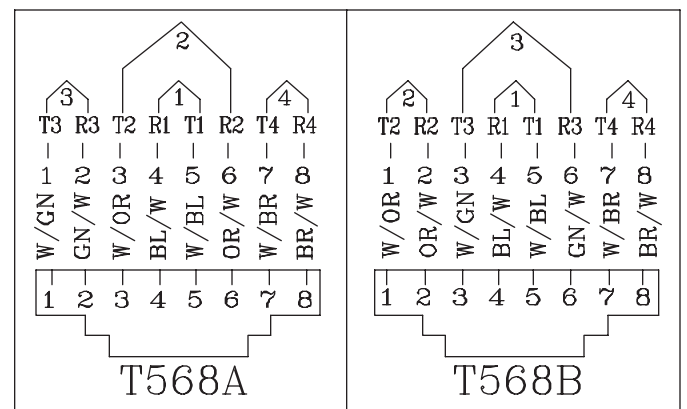 2
3 1 4
T3 R3 T2 R1 T1 R2 T4 R4
1 2 3 4 5 6 7 8
W/GN GN/W W/OR BL/W W/BL OR/W W/BR BR/W
1 2 3 4 5 6 7 8
T568A
3
2 1 4
T2 R2 T3 R1 T1 R3 T4 R4
1 2 3 4 5 6 7 8
W/OR OR/W W/GN BL/W W/BL GN/W W/BR BR/W
1 2 3 4 5 6 7 8
T568B